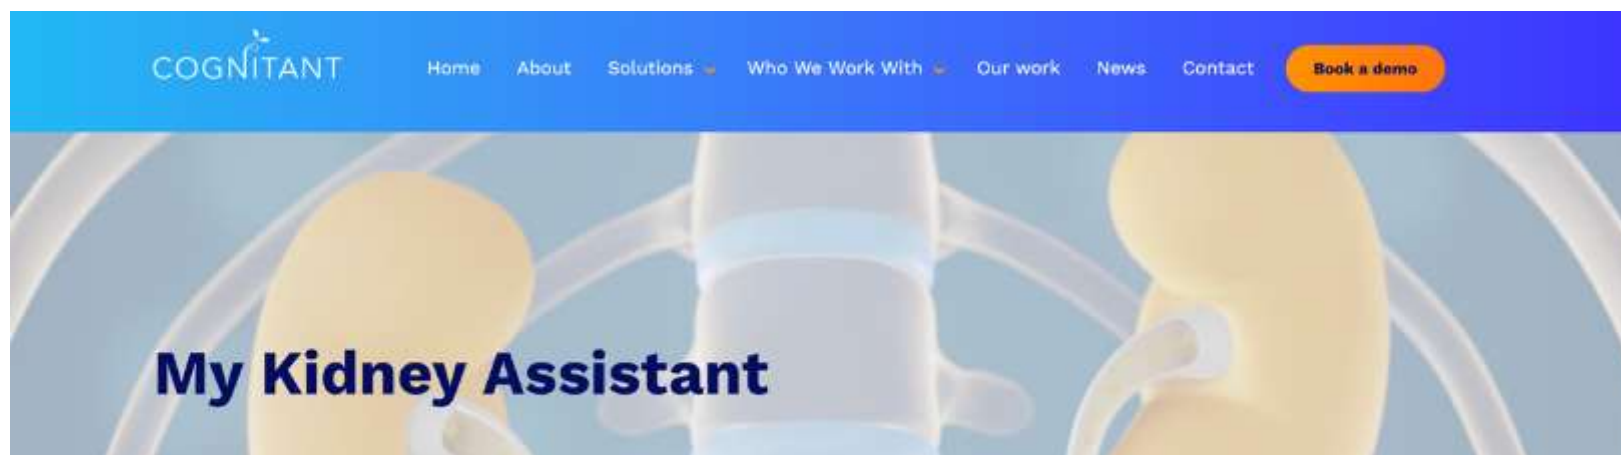 COGNITANT
Home About Solutions Who We Work With Our work News Contact Book a demo
My Kidney Assistant